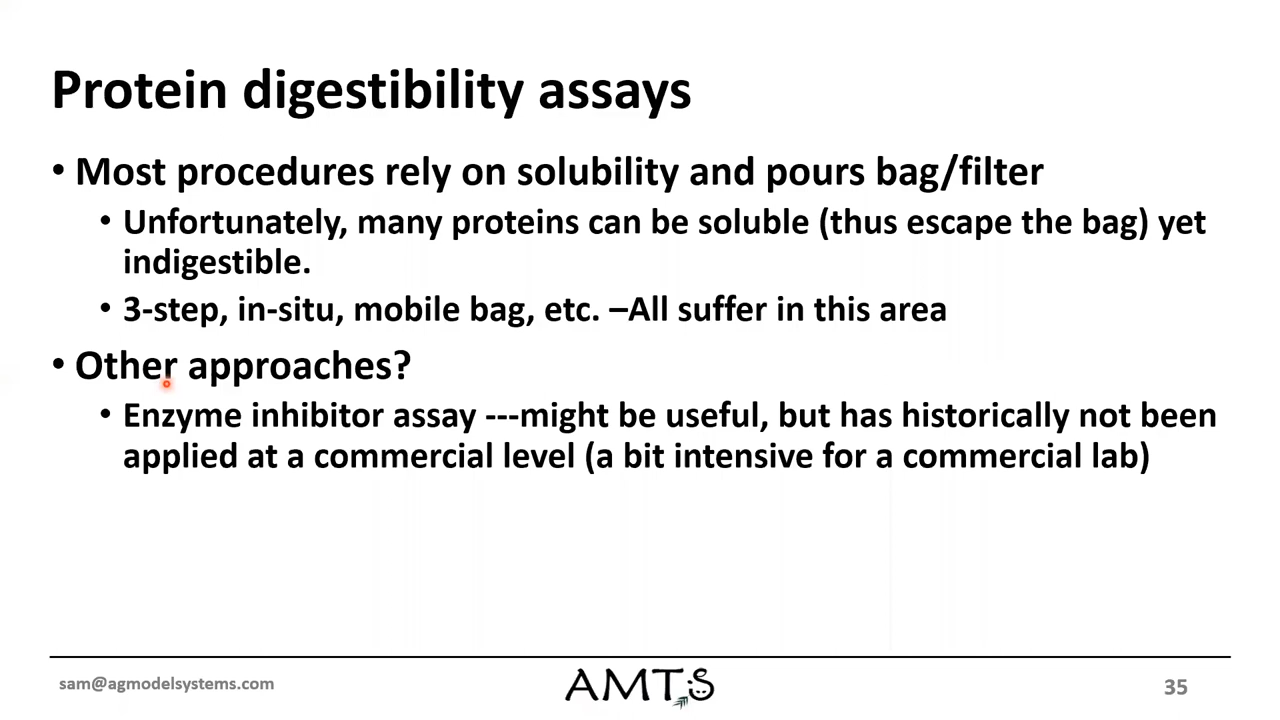 Protein digestibility assays
• Most procedures rely on solubility and pours bag/filter
• Unfortunately, many proteins can be soluble (thus escape the bag) yet
indigestible.
• 3-step, in-situ, mobile bag, etc. –All suffer in this area
• Other approaches?
• Enzyme inhibitor assay ---might be useful, but has historically not been
applied at a commercial level (a bit intensive for a commercial lab)
sam@agmodelsystems.com
AMTS
35